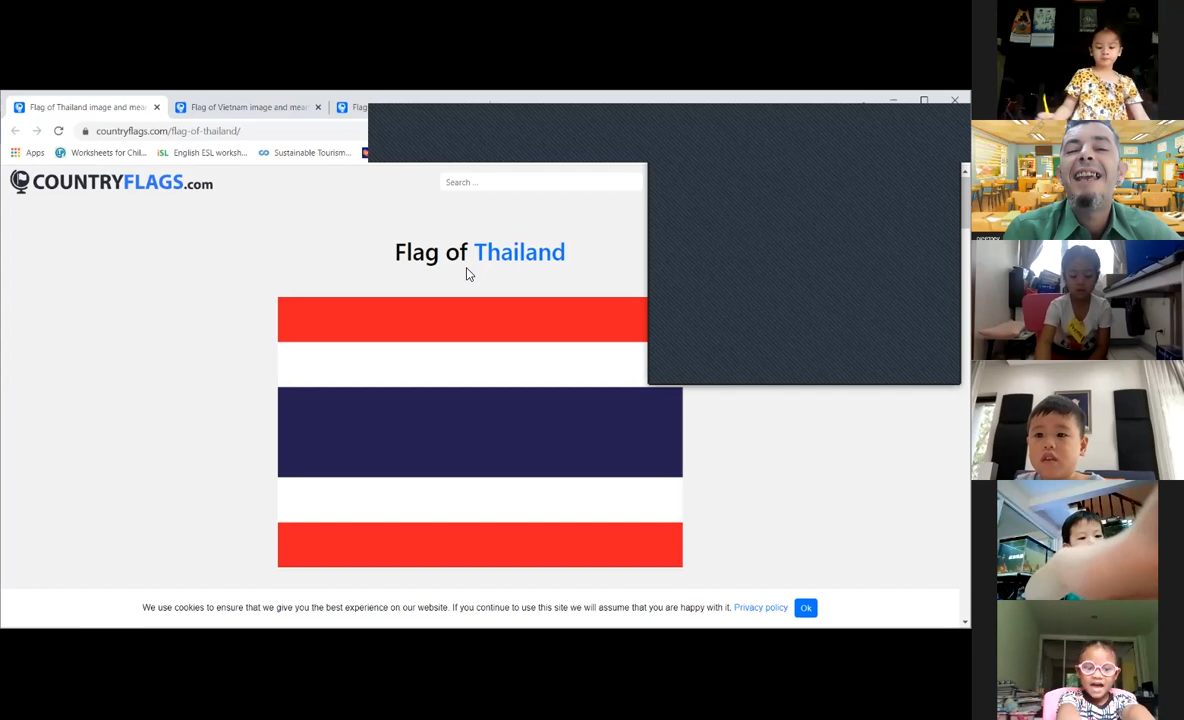 Flag of Thailand image and mea
Flag of Vietnam image and mea
Flag
countryflags.com/flag-of-thailand/
Apps
Worksheets for Chill...
iSL
English ESL worksh...
Sustainable Tourism...
COUNTRYFLAGS.com
Search ...
Flag of Thailand
We use cookies to ensure that we give you the best experience on our website. If you continue to use this site we will assume that you are happy with it. Privacy policy
Ok